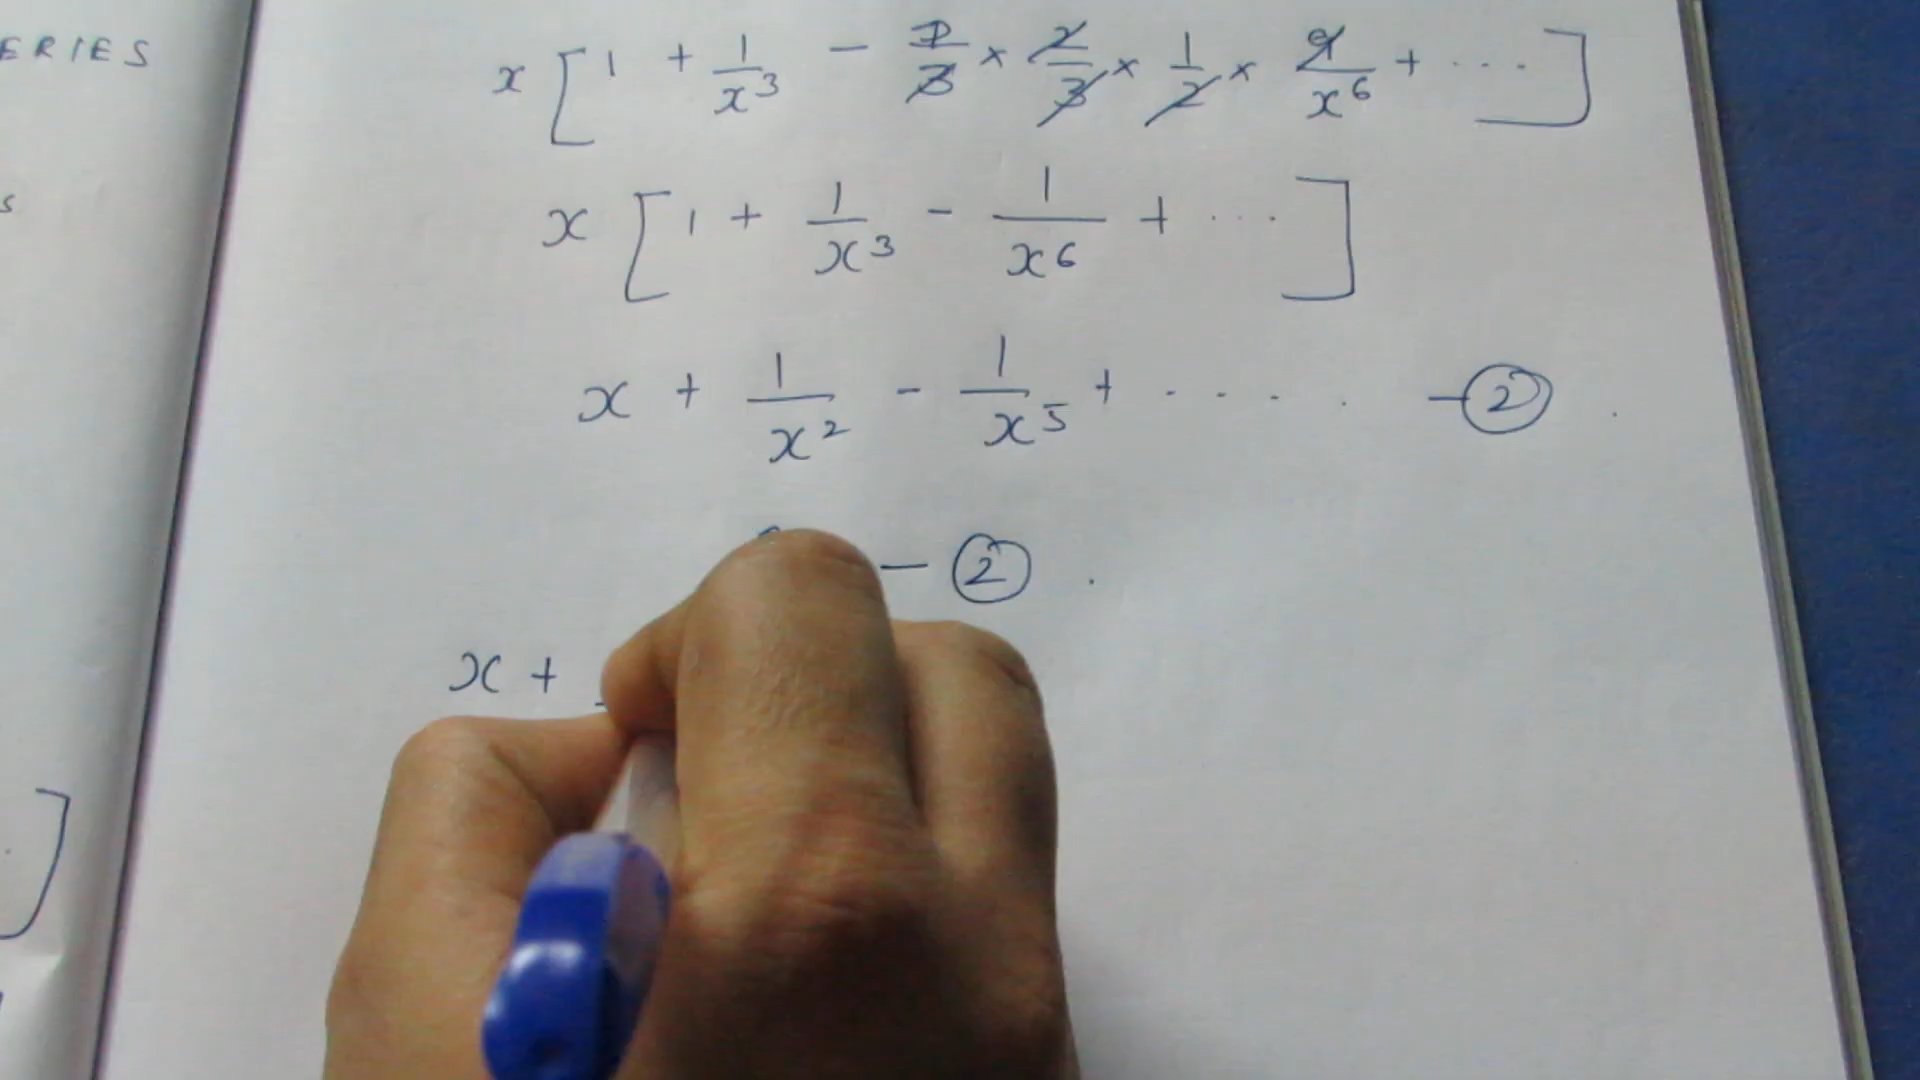 ERIES
s
x [ 1 + 1/x³ - 1/3 × 2/3 × 1/2 × 9/x⁶ + .... ]
x [ 1 + 1/x³ - 1/x⁶ + .... ]
x + 1/x² - 1/x⁵ + .... - ②
- ② .
x +